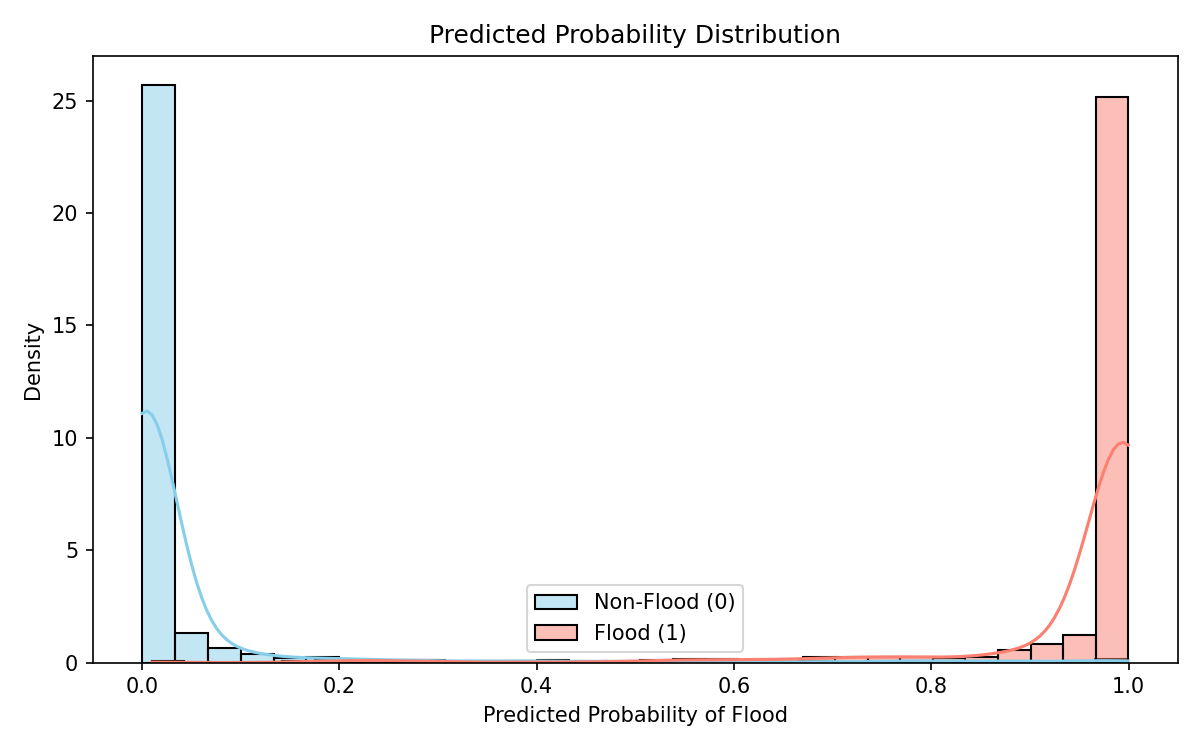 Predicted Probability Distribution
Density
25
20
15
10
5
0
Non-Flood (0)
Flood (1)
0.0 0.2 0.4 0.6 0.8 1.0
Predicted Probability of Flood